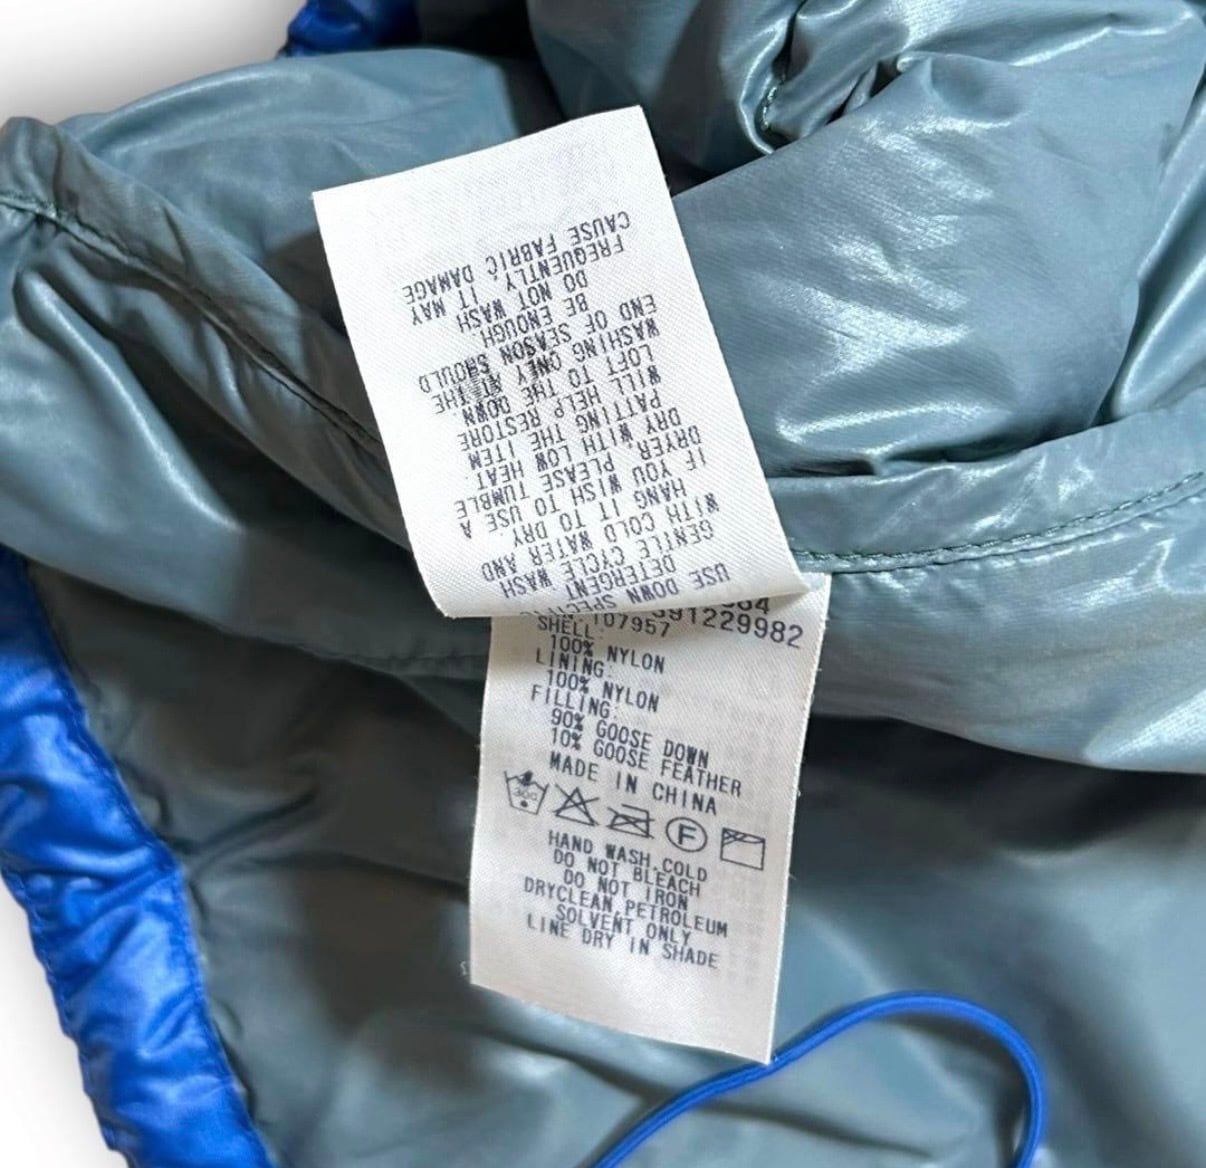 USE DOWN SPECIFIC
DETERGENT WASH
GENTLE CYCLE
WITH COLD WATER AND
HANG IT TO DRY.
IF YOU WISH TO USE A
DRYER PLEASE TUMBLE
DRY WITH LOW HEAT
PATTING THE ITEM
WILL HELP RESTORE
LOFT TO THE DOWN
WASHING ONLY AT THE
END OF SEASON SHOULD
BE ENOUGH.
DO NOT WASH
FREQUENTLY, IT MAY
CAUSE FABRIC DAMAGE
91229982
107957
SHELL:
100% NYLON
LINING:
100% NYLON
FILLING:
90% GOOSE DOWN
10% GOOSE FEATHER
MADE IN CHINA
30C
F
HAND WASH,COLD
DO NOT BLEACH
DO NOT IRON
DRYCLEAN,PETROLEUM
SOLVENT ONLY
LINE DRY IN SHADE